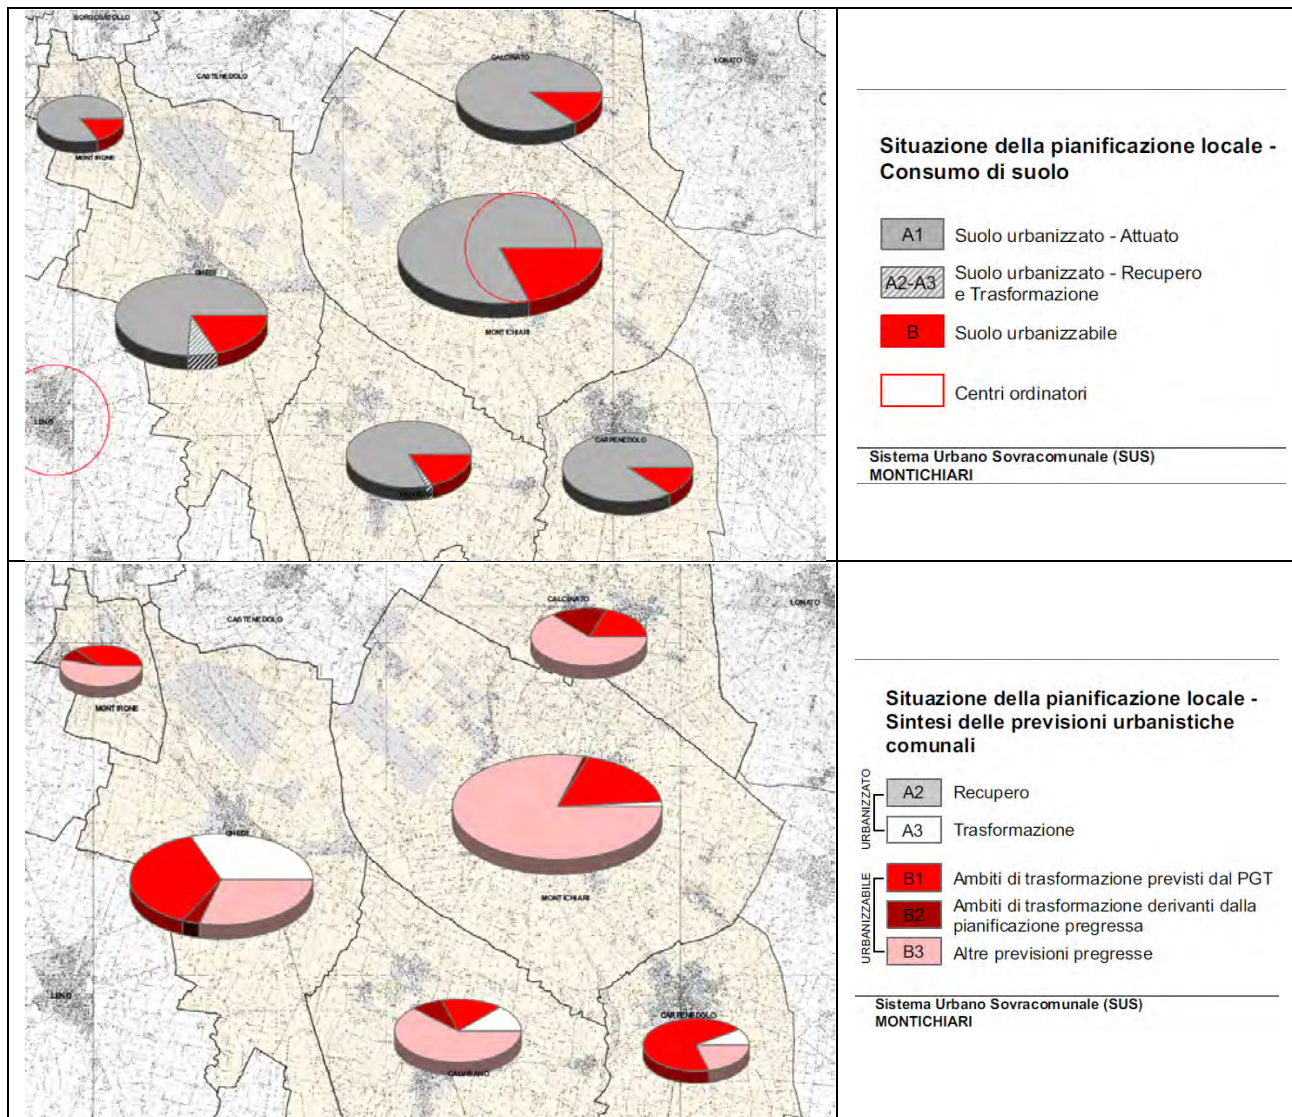 BORGOSATOLLO
CASTENEDOLO
CALCINATO
LONATO
MONTIRONE
GHEDI
MONTICHIARI
LENO
CARPENEDOLO
Situazione della pianificazione locale -
Consumo di suolo
A1 Suolo urbanizzato - Attuato
A2-A3 Suolo urbanizzato - Recupero
e Trasformazione
B Suolo urbanizzabile
Centri ordinatori
Sistema Urbano Sovracomunale (SUS)
MONTICHIARI
CALCINATO
LONATO
CASTENEDOLO
MONTIRONE
GHEDI
MONTICHIARI
LENO
CARPENEDOLO
CALVISANO
Situazione della pianificazione locale -
Sintesi delle previsioni urbanistiche
comunali
URBANIZZATO
A2 Recupero
A3 Trasformazione
URBANIZZABILE
B1 Ambiti di trasformazione previsti dal PGT
B2 Ambiti di trasformazione derivanti dalla
pianificazione pregressa
B3 Altre previsioni pregresse
Sistema Urbano Sovracomunale (SUS)
MONTICHIARI